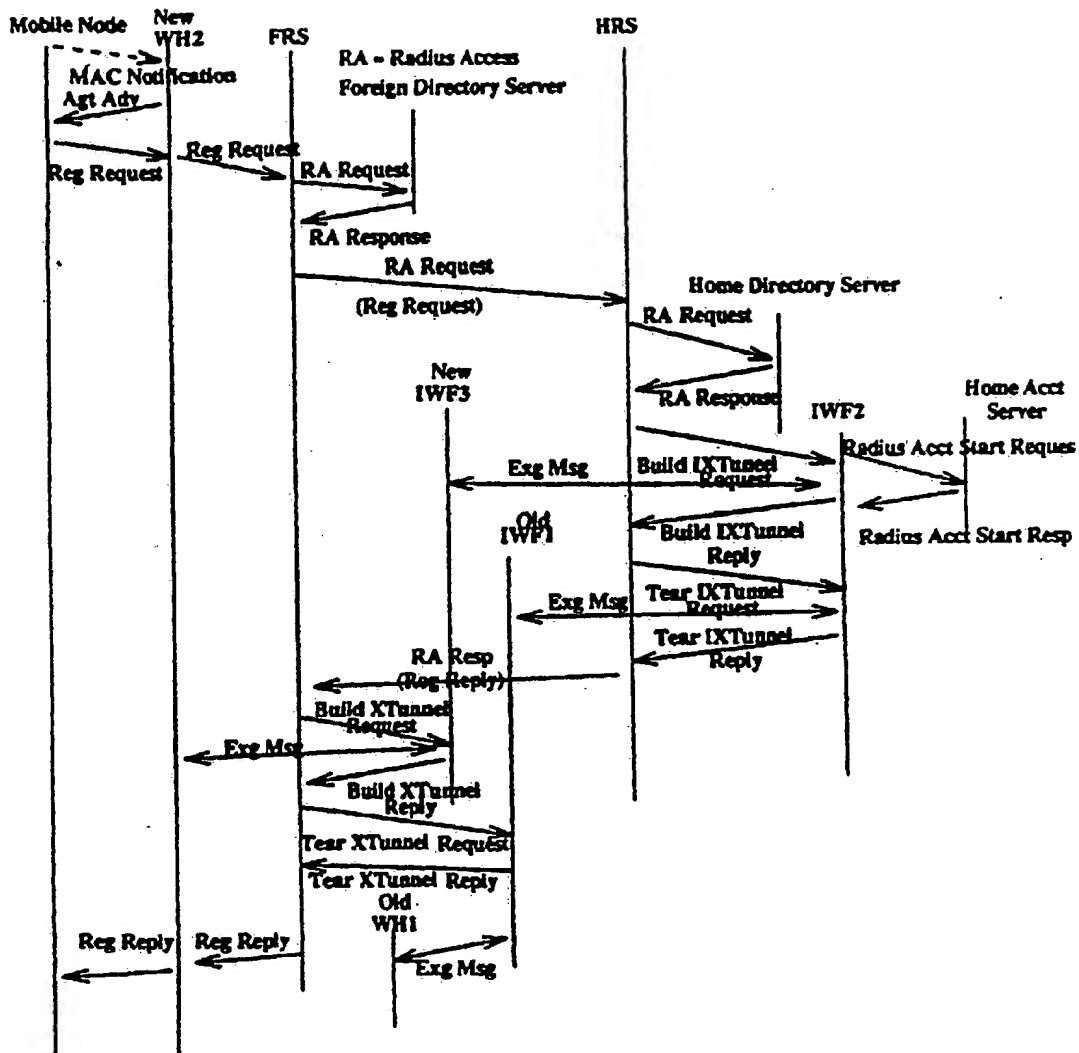 Mobile Node
New
WH2
FRS
HRS
RA – Radius Access
Foreign Directory Server
MAC Notification
Agt Adv
Reg Request
Reg Request
RA Request
RA Response
RA Request
(Reg Request)
Home Directory Server
RA Request
RA Response
New
IWF3
IWF2
Home Acct
Server
Radius Acct Start Reques
Exg Msg
Build IXTunnel
Request
Radius Acct Start Resp
Build IXTunnel
Reply
Old
IWF1
Exg Msg
Tear IXTunnel
Request
Tear IXTunnel
Reply
RA Resp
(Reg Reply)
Build XTunnel
Request
Exg Msg
Build XTunnel
Reply
Tear XTunnel Request
Tear XTunnel Reply
Old
WH1
Reg Reply
Reg Reply
Exg Msg